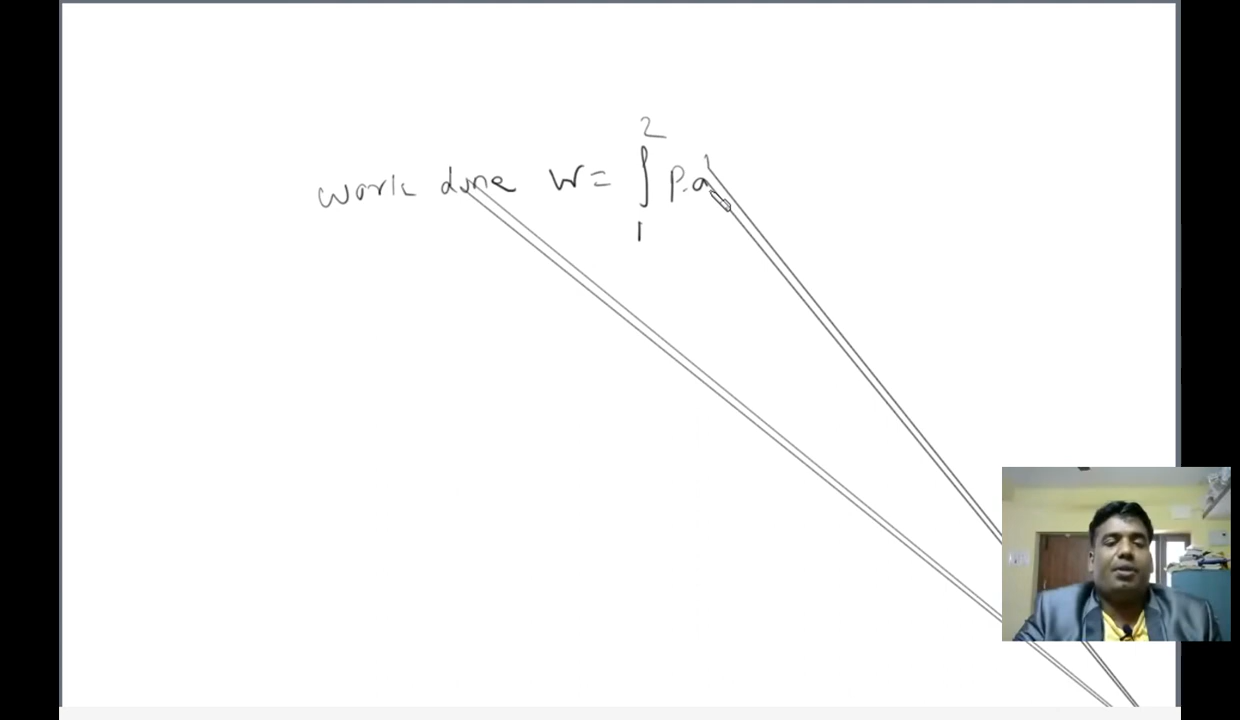 work done W = ∫₁² p.d